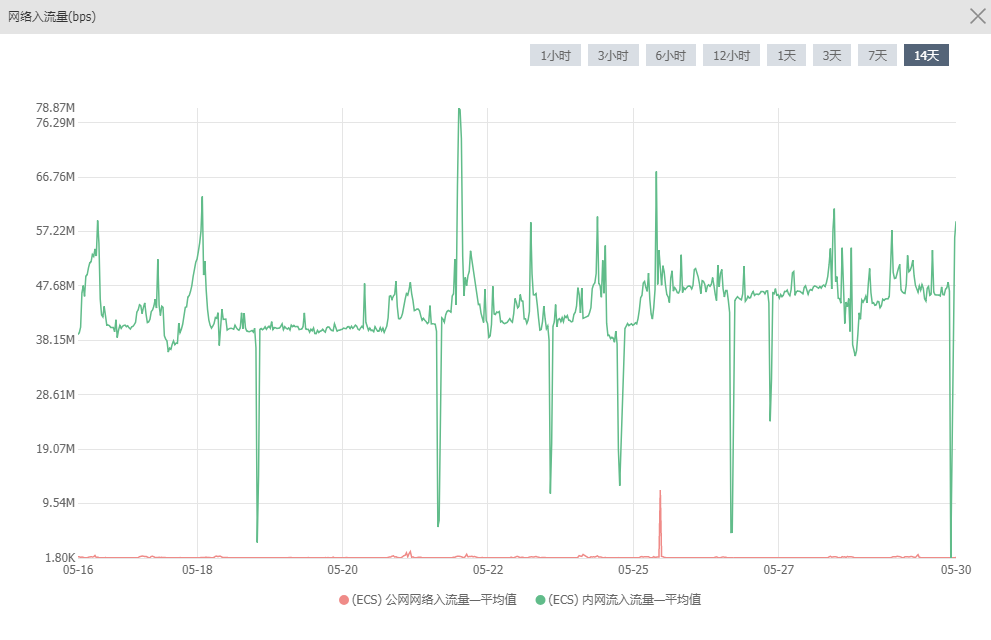 网络入流量(bps)
1小时 3小时 6小时 12小时 1天 3天 7天 14天
78.87M
76.29M
66.76M
57.22M
47.68M
38.15M
28.61M
19.07M
9.54M
1.80K
05-16 05-18 05-20 05-22 05-25 05-27 05-30
(ECS) 公网网络入流量—平均值 (ECS) 内网流入流量—平均值